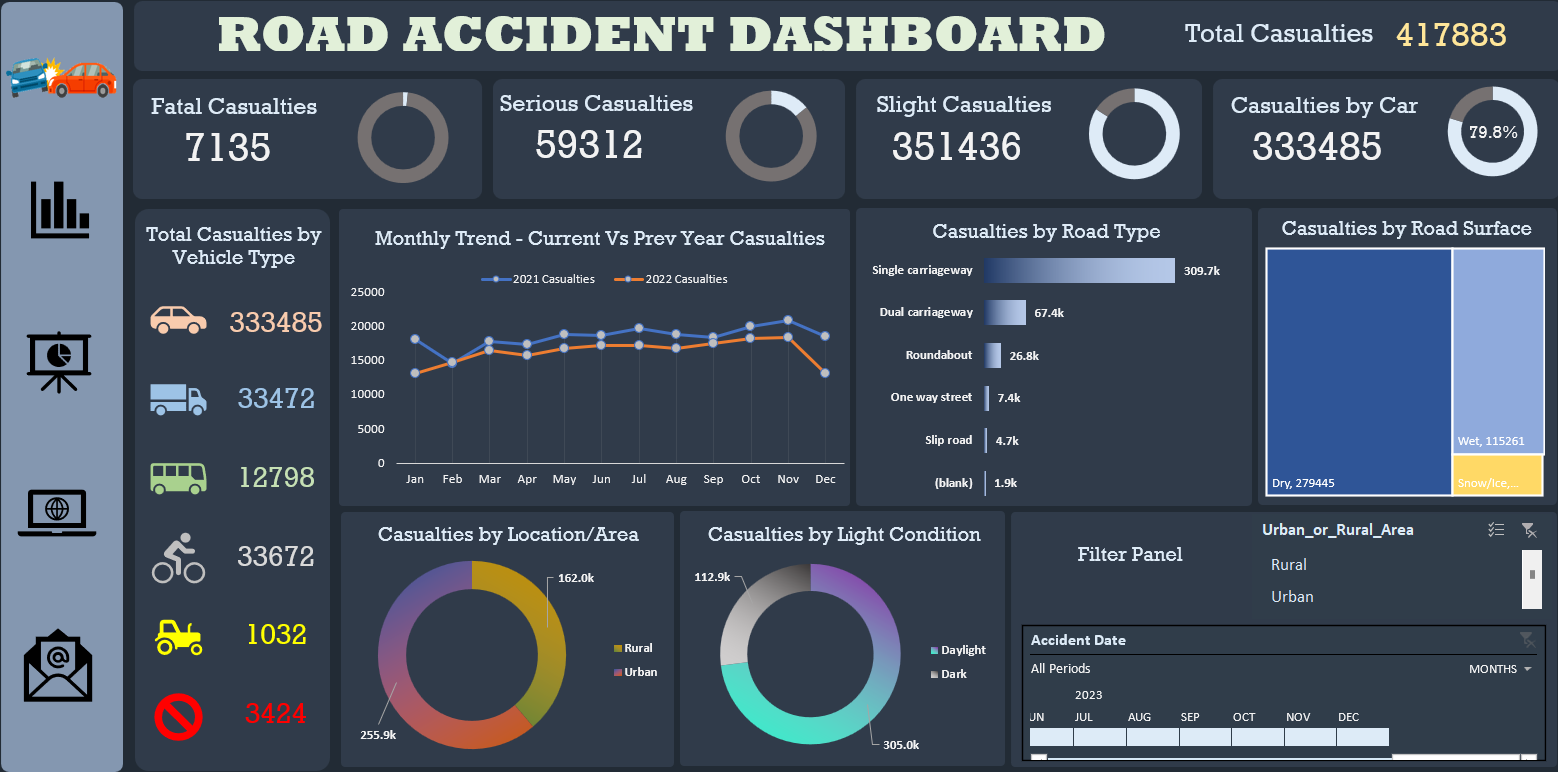 ROAD ACCIDENT DASHBOARD
Total Casualties 417883
Fatal Casualties
7135
Serious Casualties
59312
Slight Casualties
351436
Casualties by Car
333485
79.8%
Total Casualties by
Vehicle Type
333485
33472
12798
33672
1032
3424
Monthly Trend - Current Vs Prev Year Casualties
2021 Casualties
2022 Casualties
25000
20000
15000
10000
5000
0
Jan Feb Mar Apr May Jun Jul Aug Sep Oct Nov Dec
Casualties by Road Type
Single carriageway 309.7k
Dual carriageway 67.4k
Roundabout 26.8k
One way street 7.4k
Slip road 4.7k
(blank) 1.9k
Casualties by Road Surface
Dry, 279445
Wet, 115261
Snow/Ice,...
Casualties by Location/Area
162.0k
255.9k
Rural
Urban
Casualties by Light Condition
112.9k
305.0k
Daylight
Dark
Filter Panel
Urban_or_Rural_Area
Rural
Urban
Accident Date
All Periods
MONTHS
2023
UN JUL AUG SEP OCT NOV DEC
@